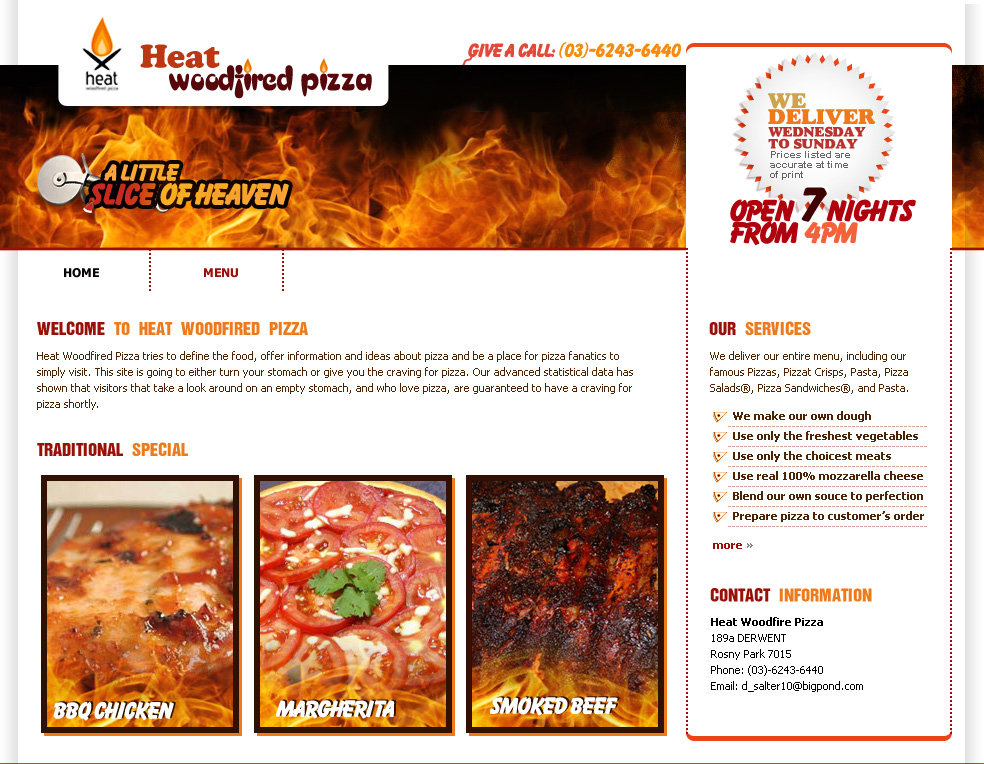 heat
woodfired pizza
Heat
woodfired pizza
GIVE A CALL: (03)-6243-6440
A LITTLE
SLICE OF HEAVEN
WE
DELIVER
WEDNESDAY
TO SUNDAY
Prices listed are
accurate at time
of print
OPEN 7 NIGHTS
FROM 4PM
HOME
MENU
WELCOME TO HEAT WOODFIRED PIZZA
Heat Woodfired Pizza tries to define the food, offer information and ideas about pizza and be a place for pizza fanatics to
simply visit. This site is going to either turn your stomach or give you the craving for pizza. Our advanced statistical data has
shown that visitors that take a look around on an empty stomach, and who love pizza, are guaranteed to have a craving for
pizza shortly.
TRADITIONAL SPECIAL
BBQ CHICKEN
MARGHERITA
SMOKED BEEF
OUR SERVICES
We deliver our entire menu, including our
famous Pizzas, Pizzat Crisps, Pasta, Pizza
Salads®, Pizza Sandwiches®, and Pasta.
We make our own dough
Use only the freshest vegetables
Use only the choicest meats
Use real 100% mozzarella cheese
Blend our own souce to perfection
Prepare pizza to customer's order
more »
CONTACT INFORMATION
Heat Woodfire Pizza
189a DERWENT
Rosny Park 7015
Phone: (03)-6243-6440
Email: d_salter10@bigpond.com